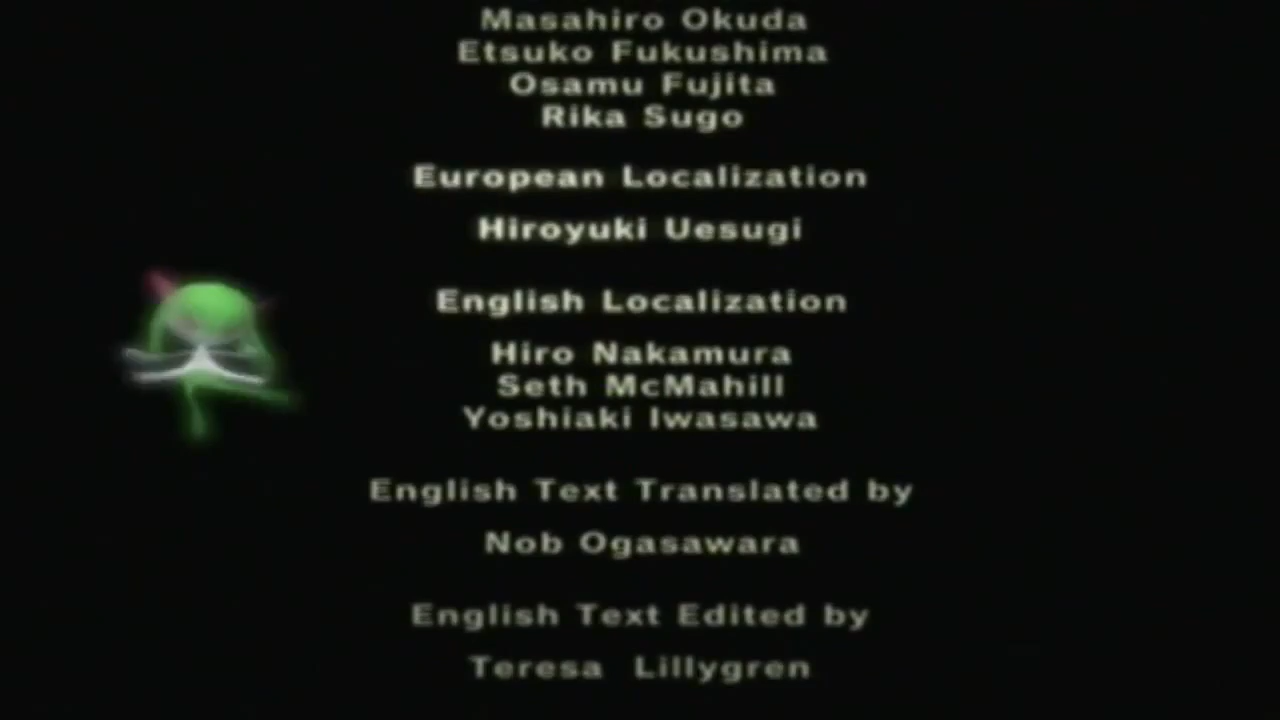 Masahiro Okuda
Etsuko Fukushima
Osamu Fujita
Rika Sugo
European Localization
Hiroyuki Uesugi
English Localization
Hiro Nakamura
Seth McMahill
Yoshiaki Iwasawa
English Text Translated by
Nob Ogasawara
English Text Edited by
Teresa Lillygren